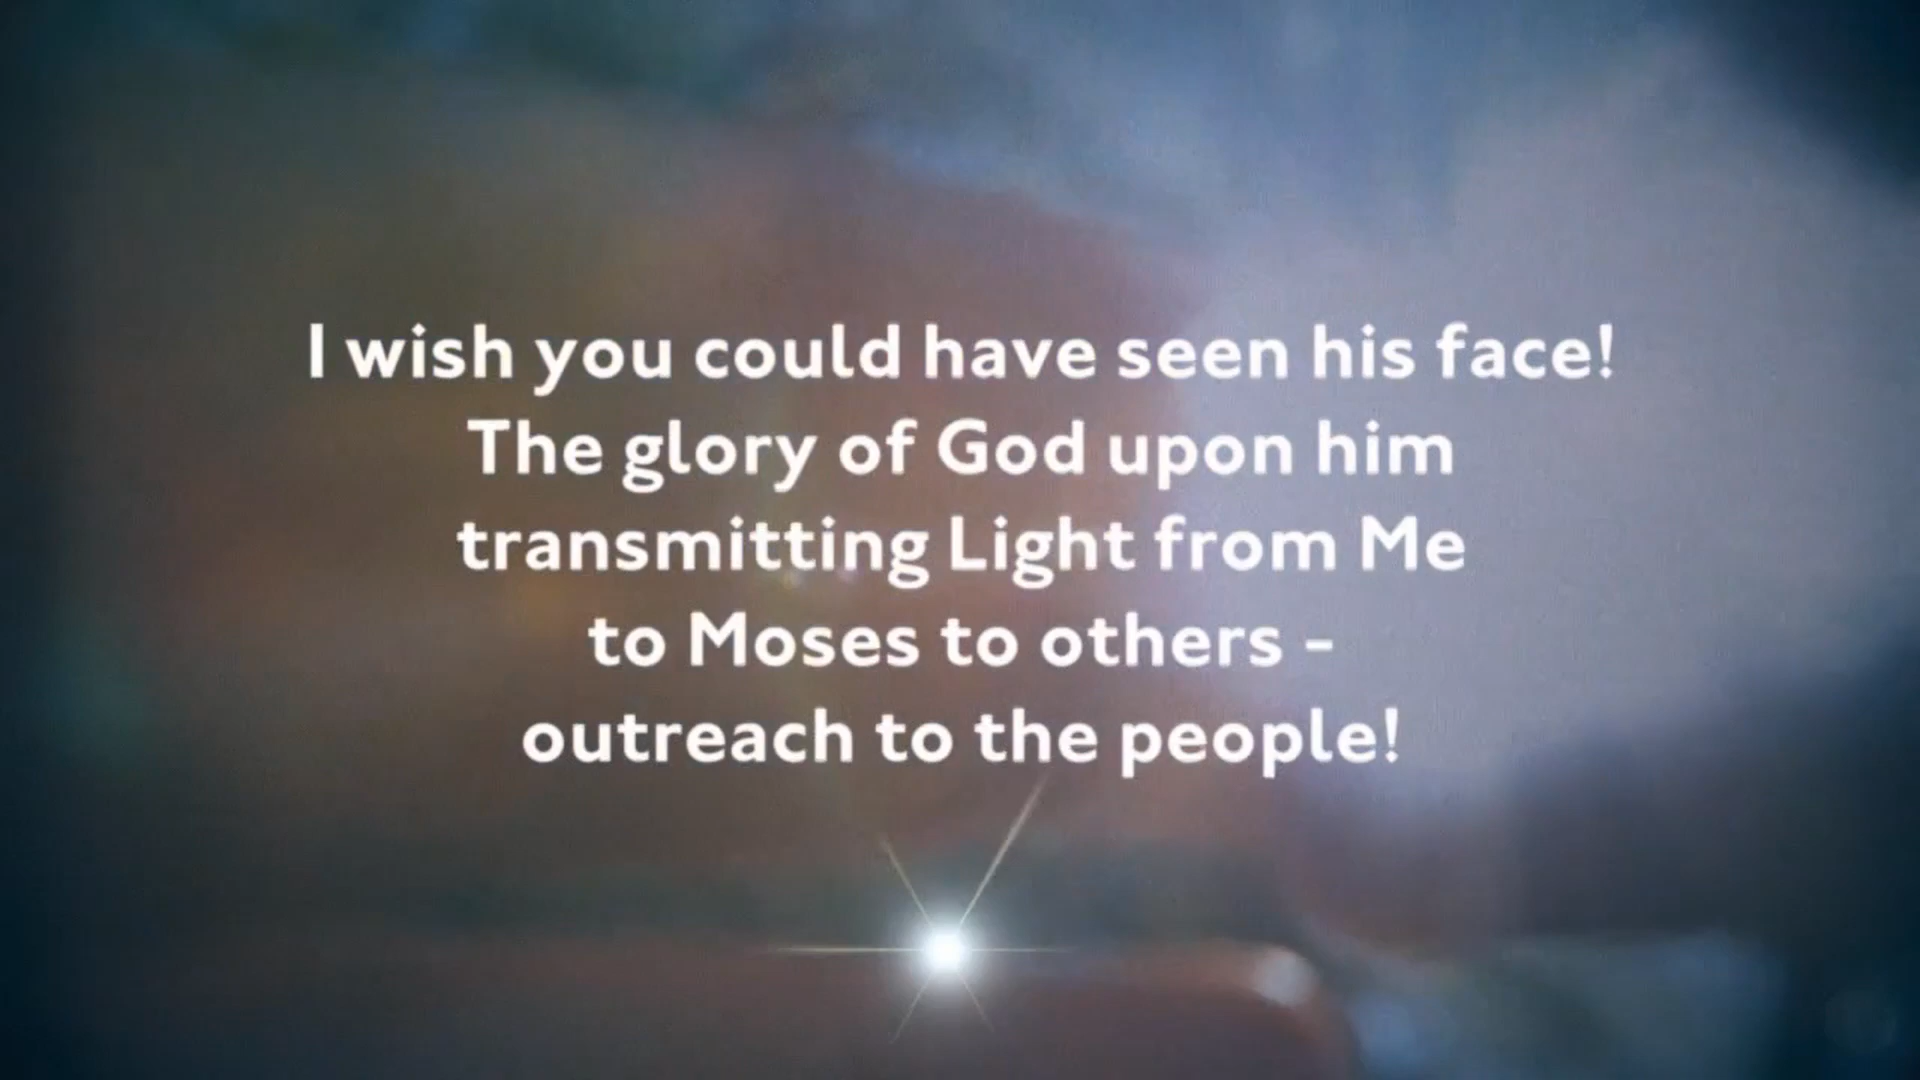 I wish you could have seen his face!
The glory of God upon him
transmitting Light from Me
to Moses to others -
outreach to the people!